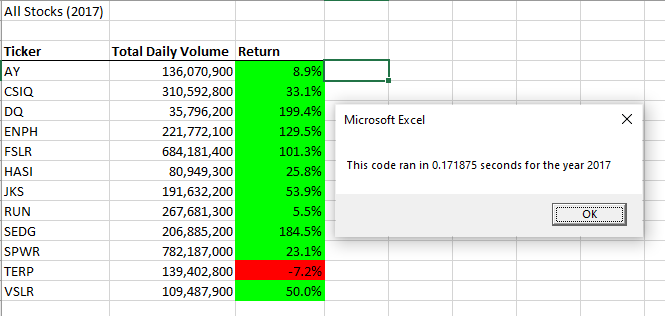 All Stocks (2017)
Ticker Total Daily Volume Return
AY 136,070,900 8.9%
CSIQ 310,592,800 33.1%
DQ 35,796,200 199.4%
ENPH 221,772,100 129.5%
FSLR 684,181,400 101.3%
HASI 80,949,300 25.8%
JKS 191,632,200 53.9%
RUN 267,681,300 5.5%
SEDG 206,885,200 184.5%
SPWR 782,187,000 23.1%
TERP 139,402,800 -7.2%
VSLR 109,487,900 50.0%
Microsoft Excel
This code ran in 0.171875 seconds for the year 2017
OK